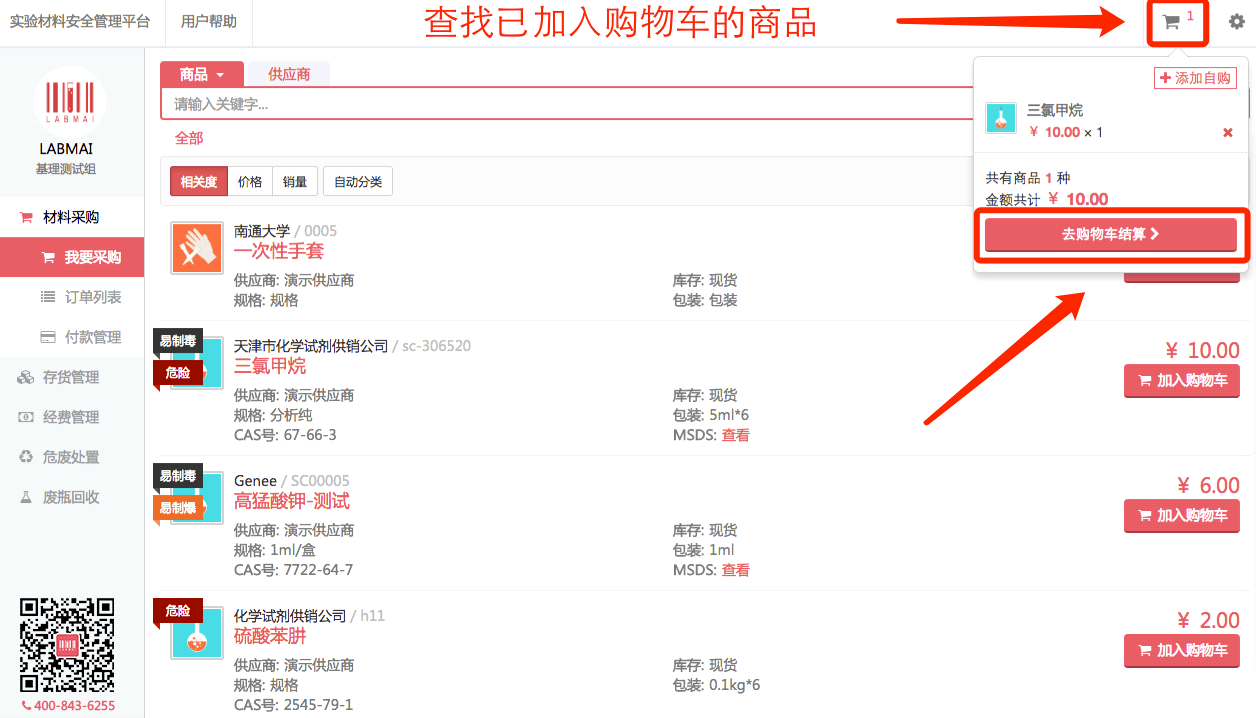 实验材料安全管理平台
用户帮助
查找已加入购物车的商品
1
LABMAI
LABMAI
基理测试组
材料采购
我要采购
订单列表
付款管理
存货管理
经费管理
危废处置
废瓶回收
400-843-6255
商品
供应商
请输入关键字...
全部
相关度
价格
销量
自动分类
添加自购
三氯甲烷
¥ 10.00 × 1
共有商品 1 种
金额共计 ¥ 10.00
去购物车结算
南通大学 / 0005
一次性手套
供应商: 演示供应商
库存: 现货
规格: 规格
包装: 包装
易制毒
危险
天津市化学试剂供销公司 / sc-306520
三氯甲烷
供应商: 演示供应商
库存: 现货
规格: 分析纯
包装: 5ml*6
CAS号: 67-66-3
MSDS: 查看
¥ 10.00
加入购物车
易制毒
易制爆
Genee / SC00005
高猛酸钾-测试
供应商: 演示供应商
库存: 现货
规格: 1ml/盒
包装: 1ml
CAS号: 7722-64-7
MSDS: 查看
¥ 6.00
加入购物车
危险
化学试剂供销公司 / h11
硫酸苯肼
供应商: 演示供应商
库存: 现货
规格: 规格
包装: 0.1kg*6
CAS号: 2545-79-1
¥ 2.00
加入购物车